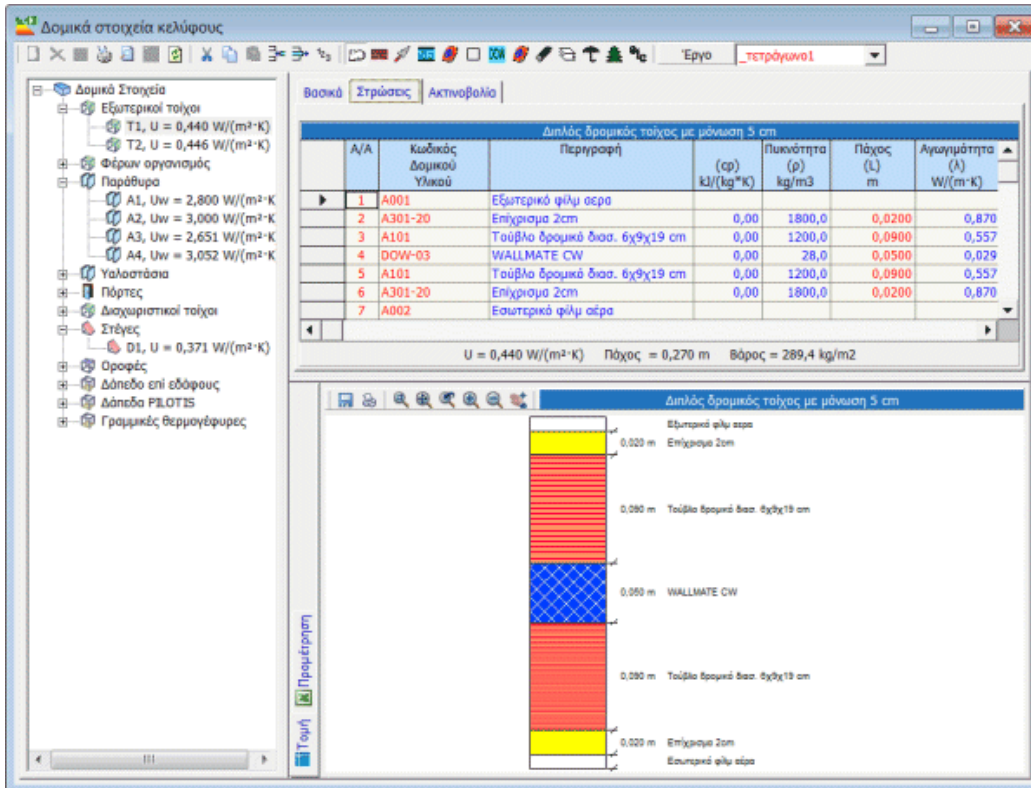 Δομικά στοιχεία κελύφους
Έργο _τετράγωνο1
Δομικά Στοιχεία
Εξωτερικοί τοίχοι
T1, U = 0,440 W/(m²·K)
T2, U = 0,446 W/(m²·K)
Φέρων οργανισμός
Παράθυρα
A1, Uw = 2,800 W/(m²·K
A2, Uw = 3,000 W/(m²·K
A3, Uw = 2,651 W/(m²·K
A4, Uw = 3,052 W/(m²·K
Υαλοστάσια
Πόρτες
Διαχωριστικοί τοίχοι
Στέγες
D1, U = 0,371 W/(m²·K)
Οροφές
Δάπεδο επί εδάφους
Δάπεδα PILOTIS
Γραμμικές θερμογέφυρες
Βασικά Στρώσεις Ακτινοβολία
Διπλός δρομικός τοίχος με μόνωση 5 cm
Α/Α Κωδικός Δομικού Υλικού Περιγραφή (cp) kJ/(kg*K) Πυκνότητα (ρ) kg/m3 Πάχος (L) m Αγωγιμότητα (λ) W/(m·K)
1 A001 Εξωτερικό φίλμ αερα
2 A301-20 Επίχρισμα 2cm 0,00 1800,0 0,0200 0,870
3 A101 Τούβλο δρομικό διασ. 6χ9χ19 cm 0,00 1200,0 0,0900 0,557
4 DOW-03 WALLMATE CW 0,00 28,0 0,0500 0,029
5 A101 Τούβλο δρομικό διασ. 6χ9χ19 cm 0,00 1200,0 0,0900 0,557
6 A301-20 Επίχρισμα 2cm 0,00 1800,0 0,0200 0,870
7 A002 Εσωτερικό φίλμ αέρα
U = 0,440 W/(m²·K) Πάχος = 0,270 m Βάρος = 289,4 kg/m2
Τομή Προμέτρηση
Διπλός δρομικός τοίχος με μόνωση 5 cm
Εξωτερικό φίλμ αερα
0,020 m Επίχρισμα 2cm
0,090 m Τούβλο δρομικό διασ. 6χ9χ19 cm
0,050 m WALLMATE CW
0,090 m Τούβλο δρομικό διασ. 6χ9χ19 cm
0,020 m Επίχρισμα 2cm
Εσωτερικό φίλμ αέρα